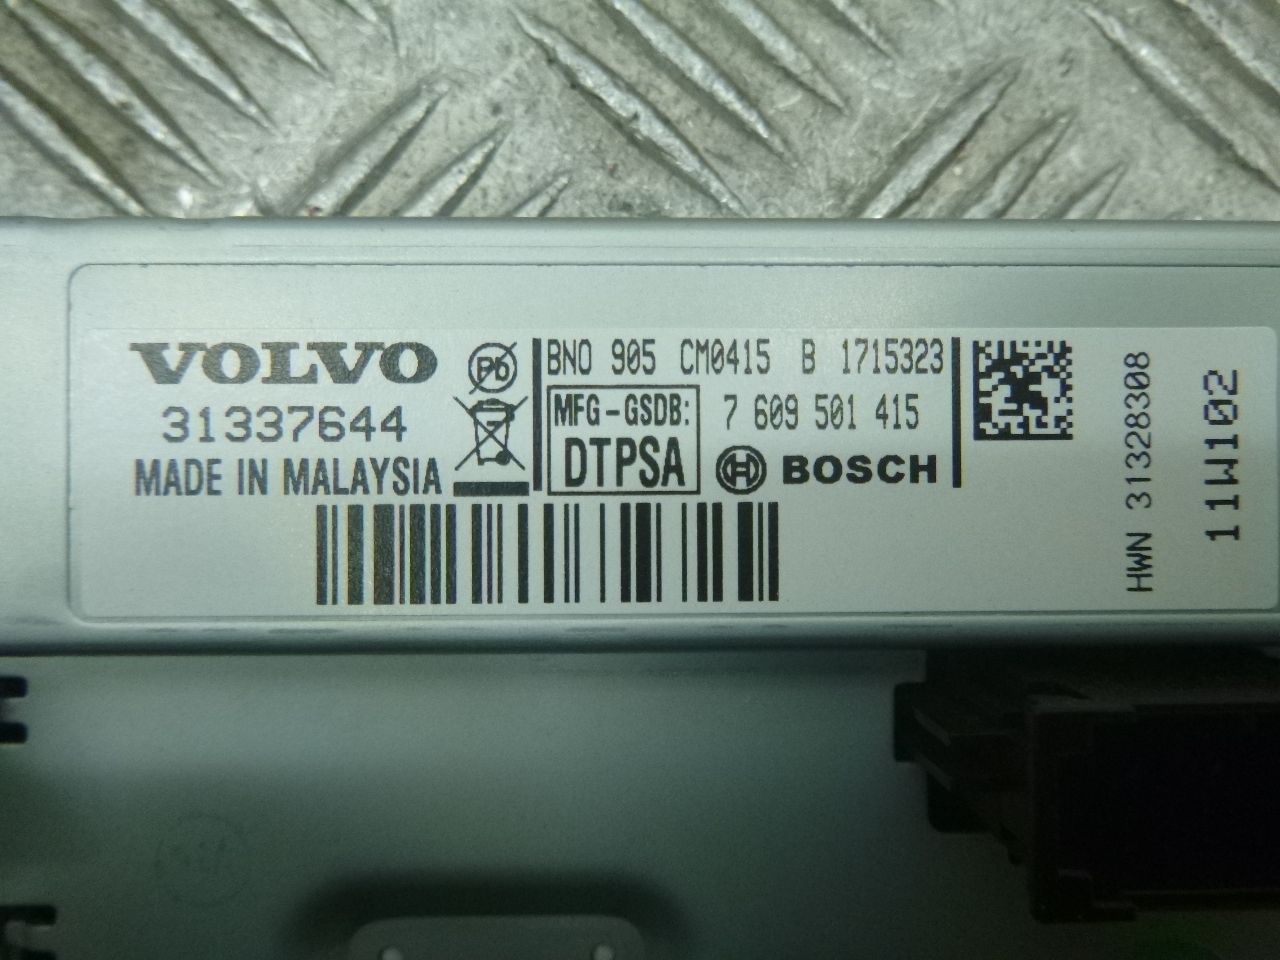 VOLVO
31337644
MADE IN MALAYSIA
Pb
BNO 905 CM0415 B 1715323
MFG-GSDB:
DTPSA
7 609 501 415
BOSCH
HWN 31328308
11W102